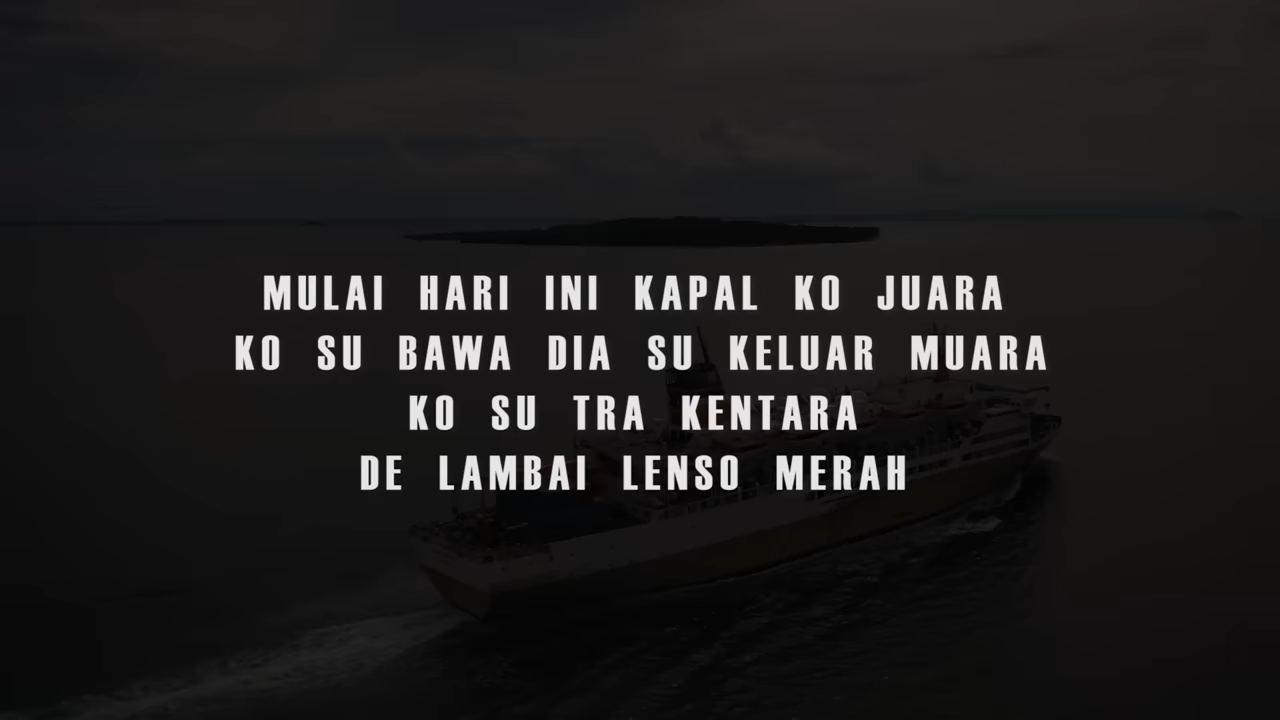 MULAI HARI INI KAPAL KO JUARA
KO SU BAWA DIA SU KELUAR MUARA
KO SU TRA KENTARA
DE LAMBAI LENSO MERAH